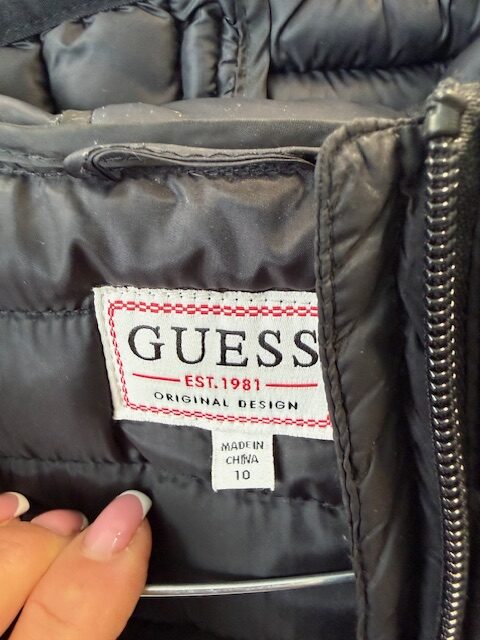 GUESS
EST. 1981
ORIGINAL DESIGN
MADE IN
CHINA
10